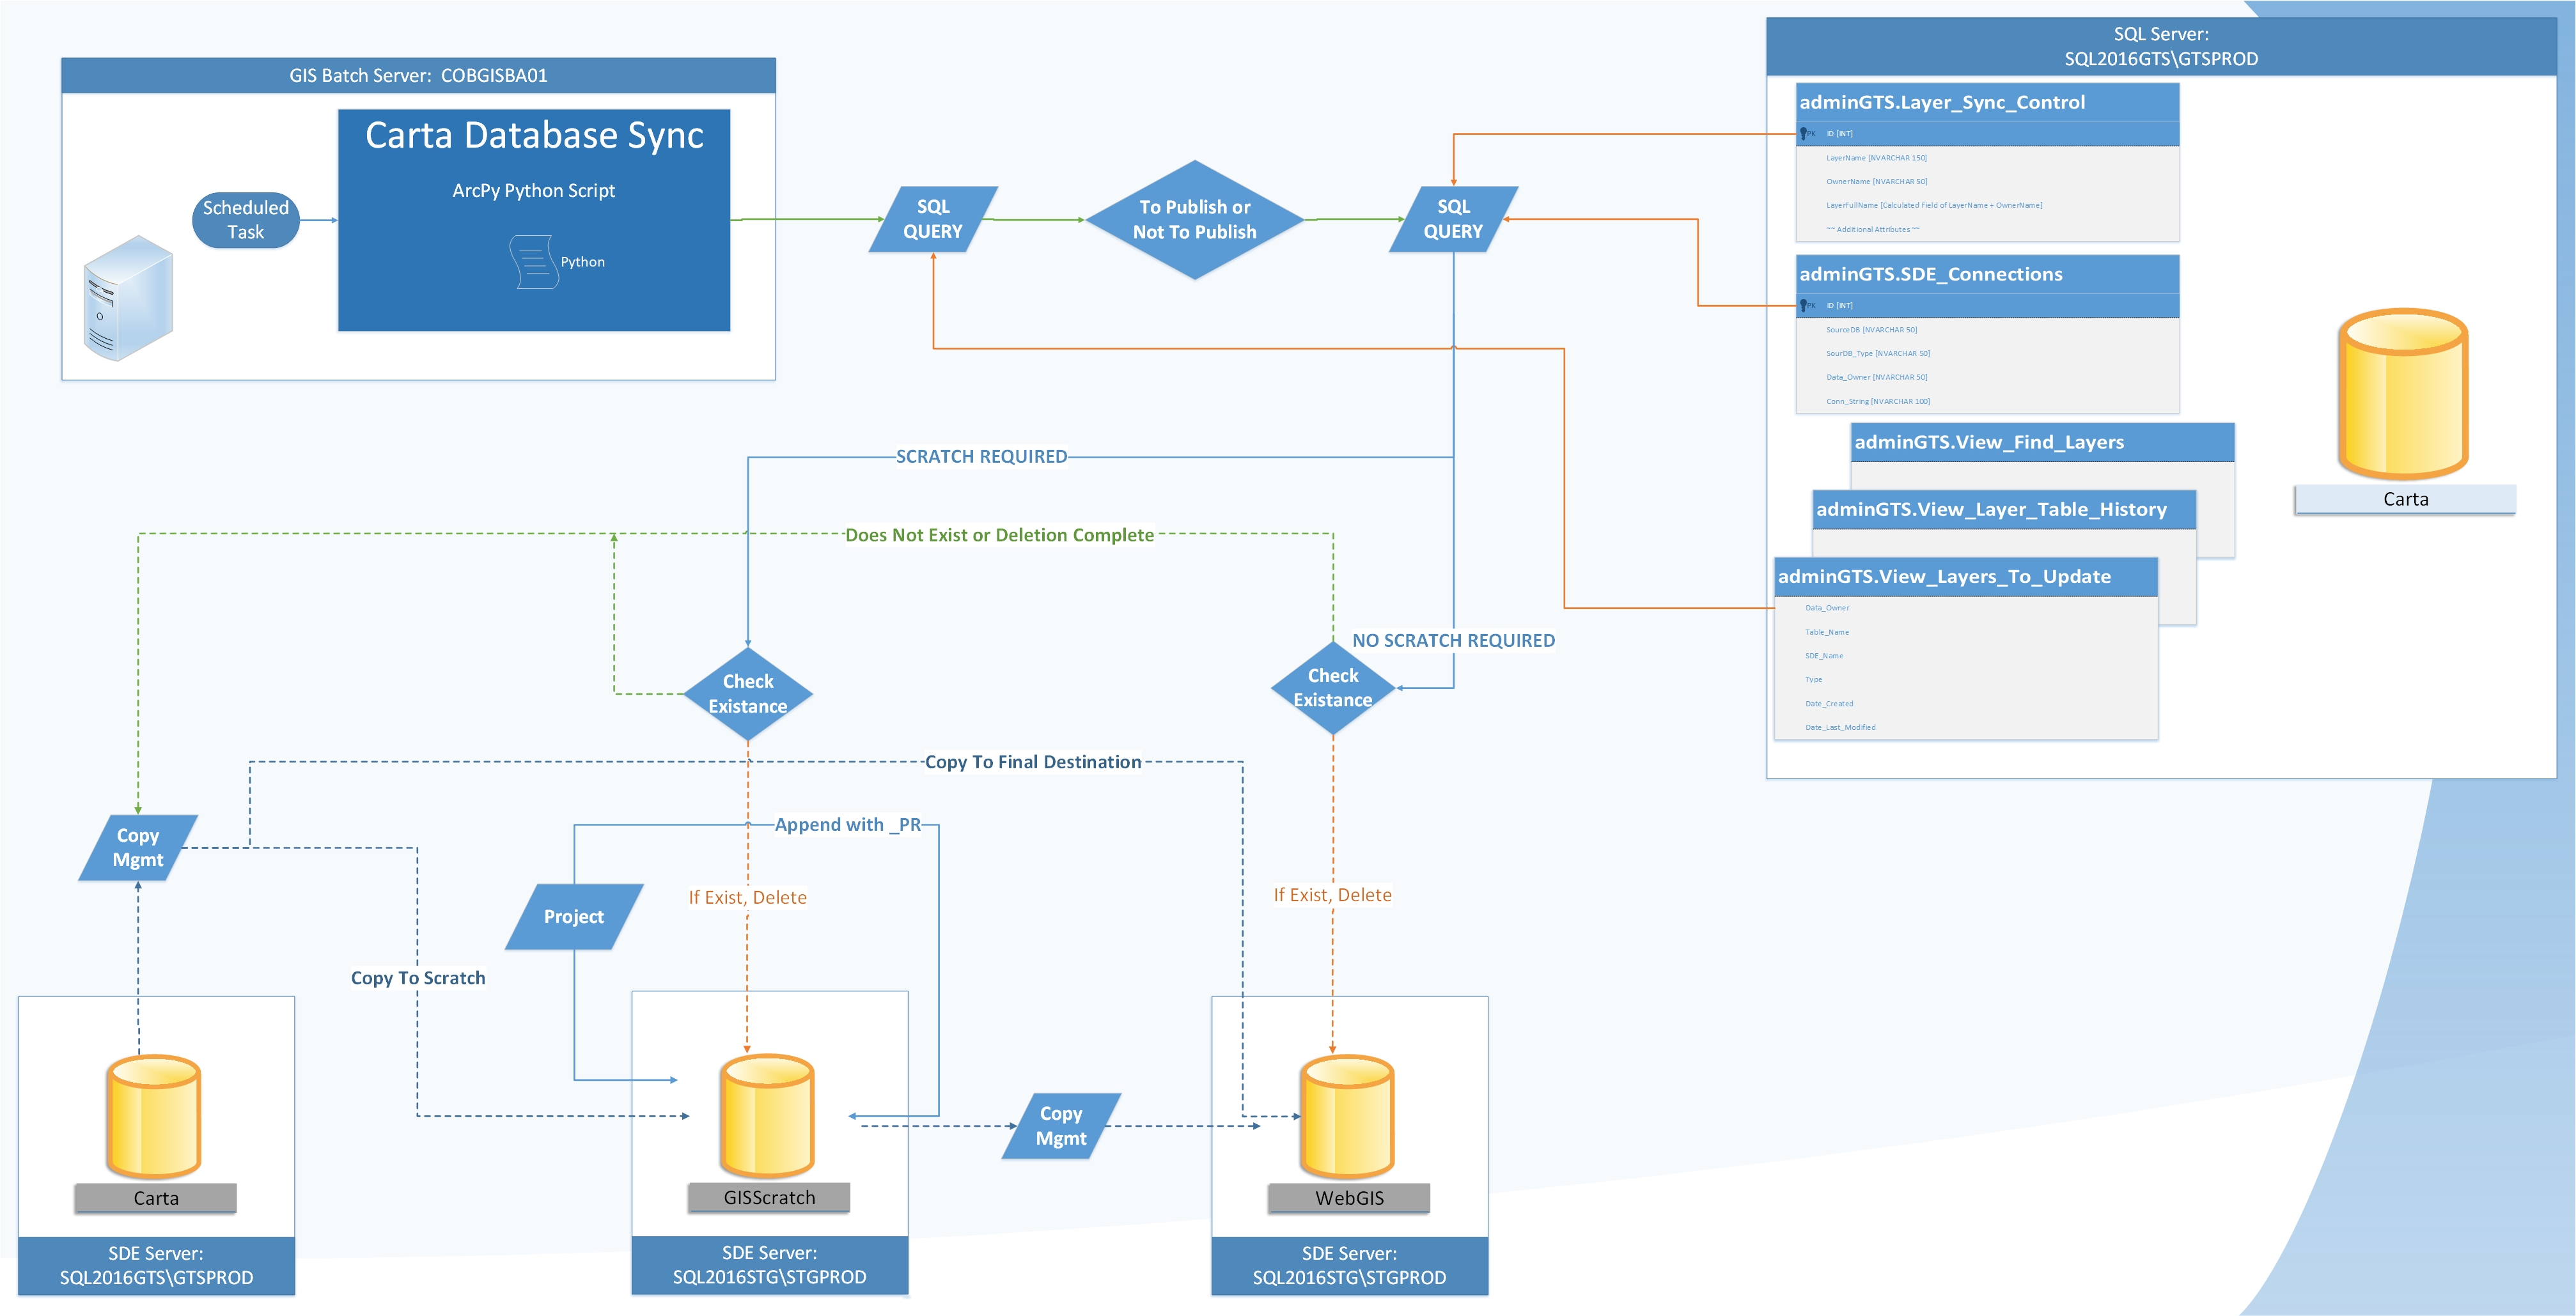 GIS Batch Server:  COBGISBA01
Carta Database Sync
ArcPy Python Script
Scheduled
Task
Python
SQL
QUERY
To Publish or
Not To Publish
SQL
QUERY
SQL Server:
SQL2016GTS\GTSPROD
adminGTS.Layer_Sync_Control
PK ID [INT]
LayerName [NVARCHAR 150]
OwnerName [NVARCHAR 50]
LayerFullName [Calculated Field of LayerName + OwnerName]
~~ Additional Attributes ~~
adminGTS.SDE_Connections
PK ID [INT]
SourceDB [NVARCHAR 50]
SourDB_Type [NVARCHAR 50]
Data_Owner [NVARCHAR 50]
Conn_String [NVARCHAR 100]
adminGTS.View_Find_Layers
adminGTS.View_Layer_Table_History
adminGTS.View_Layers_To_Update
Data_Owner
Table_Name
SDE_Name
Type
Date_Created
Date_Last_Modified
Carta
SCRATCH REQUIRED
Does Not Exist or Deletion Complete
NO SCRATCH REQUIRED
Check
Existance
Check
Existance
Copy To Final Destination
Copy
Mgmt
Append with _PR
If Exist, Delete
If Exist, Delete
Project
Copy To Scratch
Copy
Mgmt
Carta
GISScratch
WebGIS
SDE Server:
SQL2016GTS\GTSPROD
SDE Server:
SQL2016STG\STGPROD
SDE Server:
SQL2016STG\STGPROD